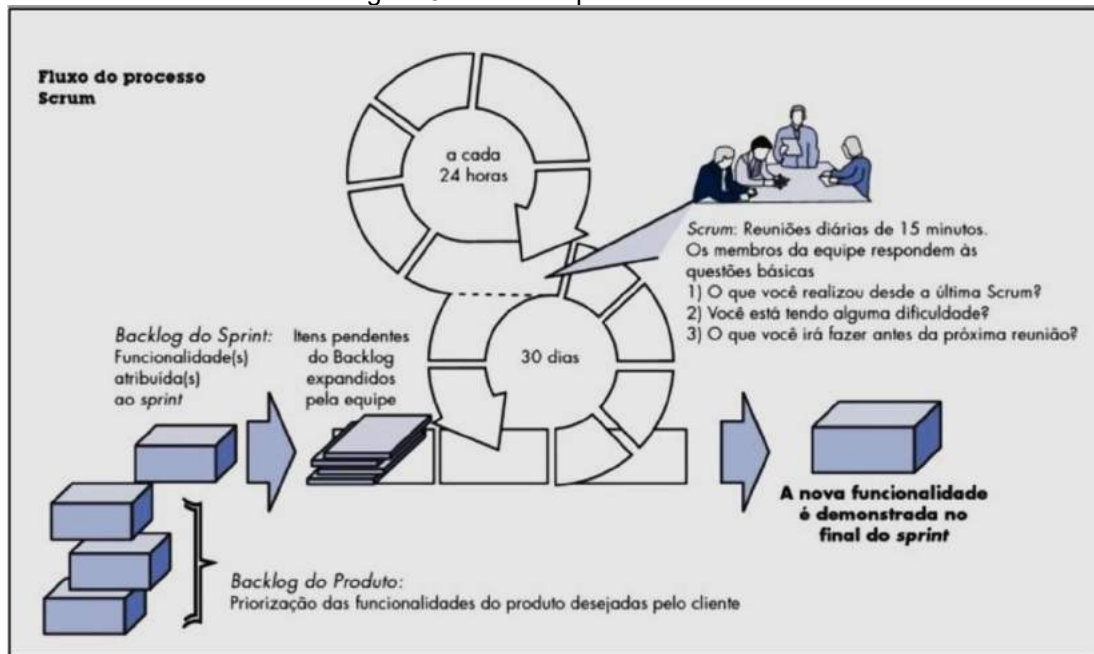 Fluxo do processo
Scrum
a cada
24 horas
Scrum: Reuniões diárias de 15 minutos.
Os membros da equipe respondem às
questões básicas
1) O que você realizou desde a última Scrum?
2) Você está tendo alguma dificuldade?
3) O que você irá fazer antes da próxima reunião?
Backlog do Sprint:
Funcionalidade(s)
atribuída(s)
ao sprint
Itens pendentes
do Backlog
expandidos
pela equipe
30 dias
A nova funcionalidade
é demonstrada no
final do sprint
Backlog do Produto:
Priorização das funcionalidades do produto desejadas pelo cliente